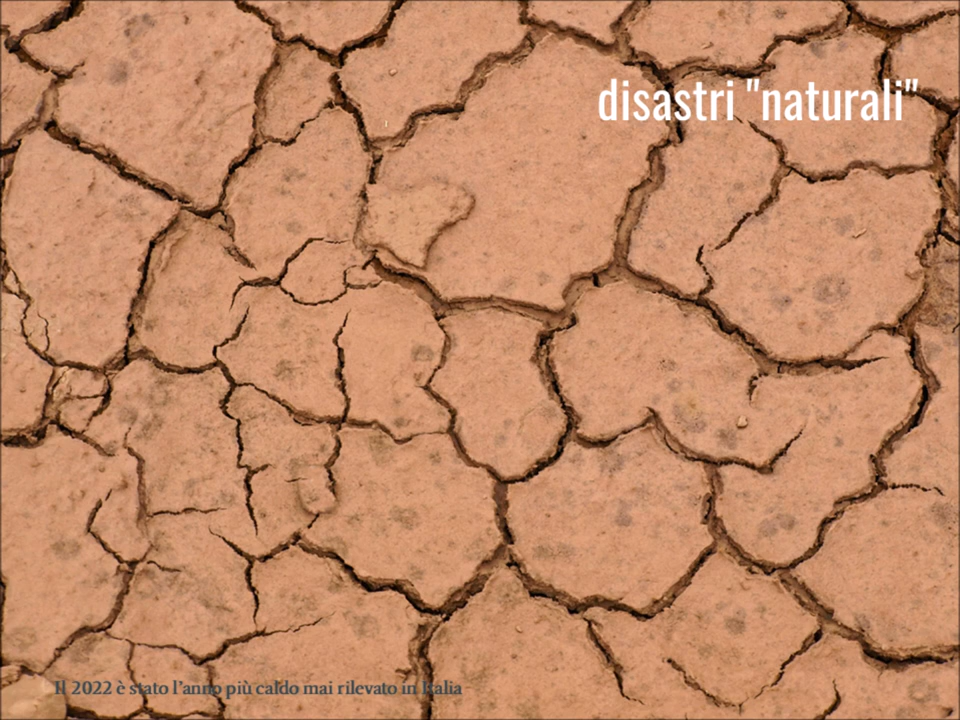 disastri "naturali"
Il 2022 è stato l'anno più caldo mai rilevato in Italia